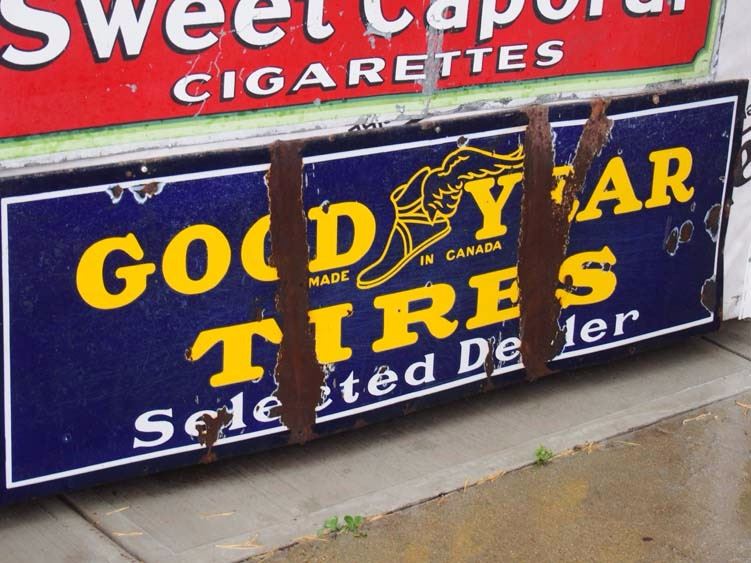 Sweet Caporal
CIGARETTES
GOOD YEAR
MADE IN CANADA
TIRES
Selected Dealer